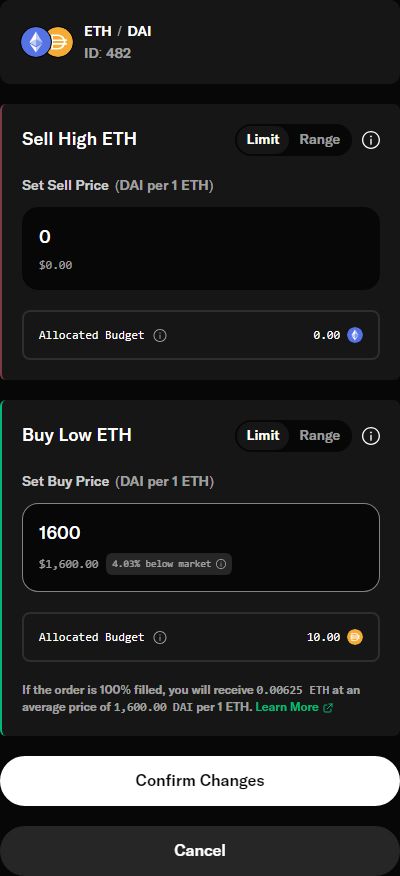 ETH / DAI
ID: 482
Sell High ETH Limit Range
Set Sell Price (DAI per 1 ETH)
0
$0.00
Allocated Budget 0.00
Buy Low ETH Limit Range
Set Buy Price (DAI per 1 ETH)
1600
$1,600.00 4.03% below market
Allocated Budget 10.00
If the order is 100% filled, you will receive 0.00625 ETH at an
average price of 1,600.00 DAI per 1 ETH. Learn More
Confirm Changes
Cancel